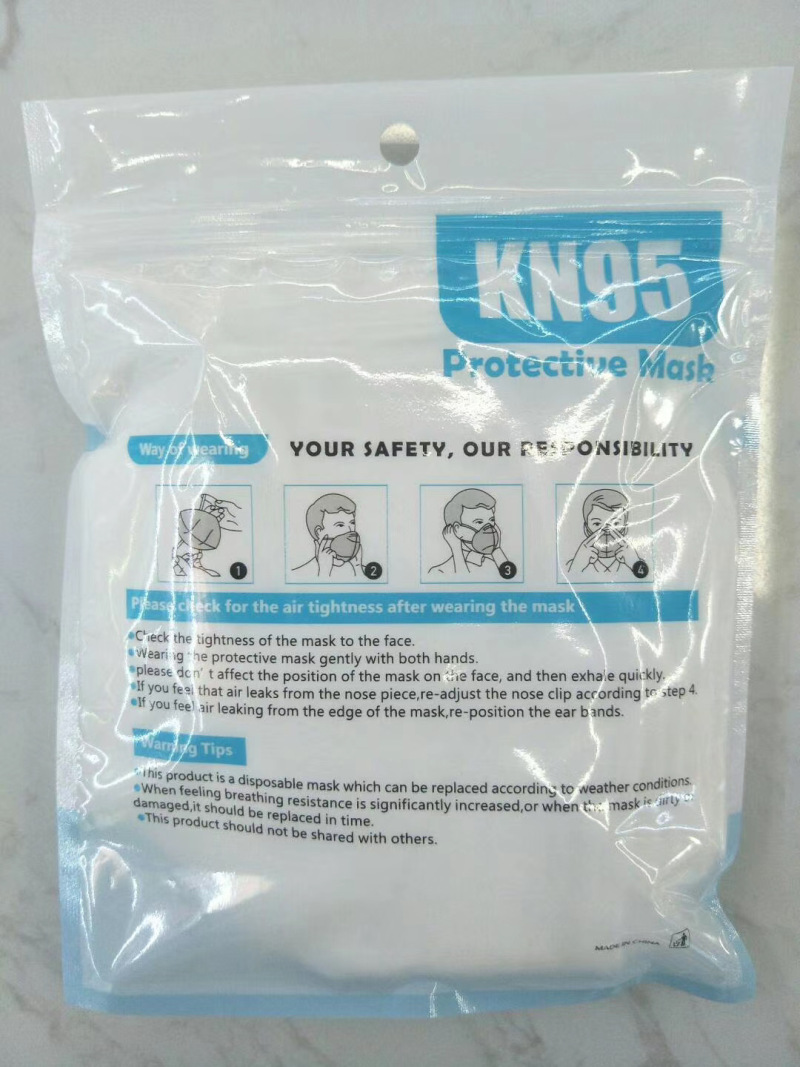 KN95
Protective Mask
Way of wearing
YOUR SAFETY, OUR RESPONSIBILITY
1
2
3
4
Please check for the air tightness after wearing the mask
•Check the tightness of the mask to the face.
•Wearing the protective mask gently with both hands.
•please don't affect the position of the mask on the face, and then exhale quickly.
•If you feel that air leaks from the nose piece,re-adjust the nose clip according to step 4.
•If you feel air leaking from the edge of the mask,re-position the ear bands.
Warning Tips
•This product is a disposable mask which can be replaced according to weather conditions.
•When feeling breathing resistance is significantly increased,or when the mask is dirty or
damaged,it should be replaced in time.
•This product should not be shared with others.
MADE IN CHINA